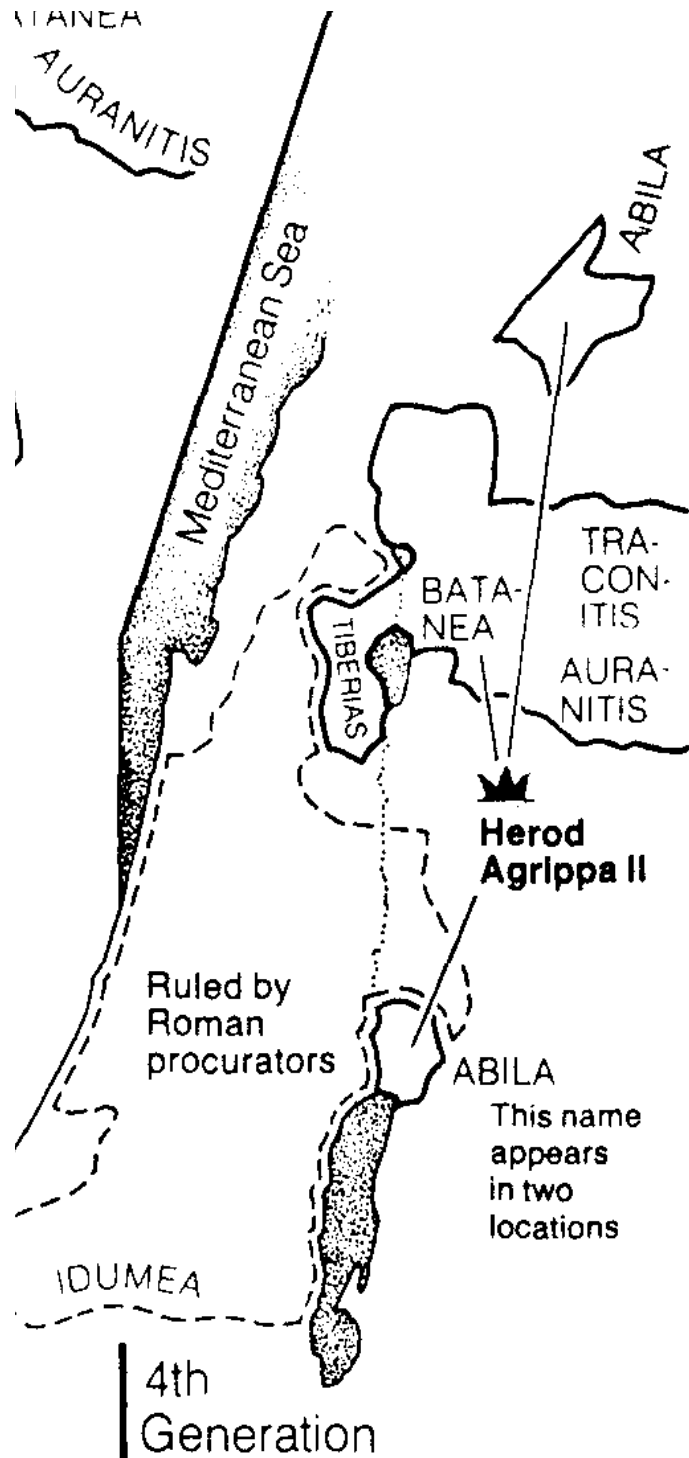 ATANEA
AURANITIS
Mediterranean Sea
ABILA
TRA-
CON-
ITIS
BATA-
NEA
TIBERIAS
AURA-
NITIS
Herod
Agrippa II
Ruled by
Roman
procurators
ABILA
This name
appears
in two
locations
IDUMEA
4th
Generation